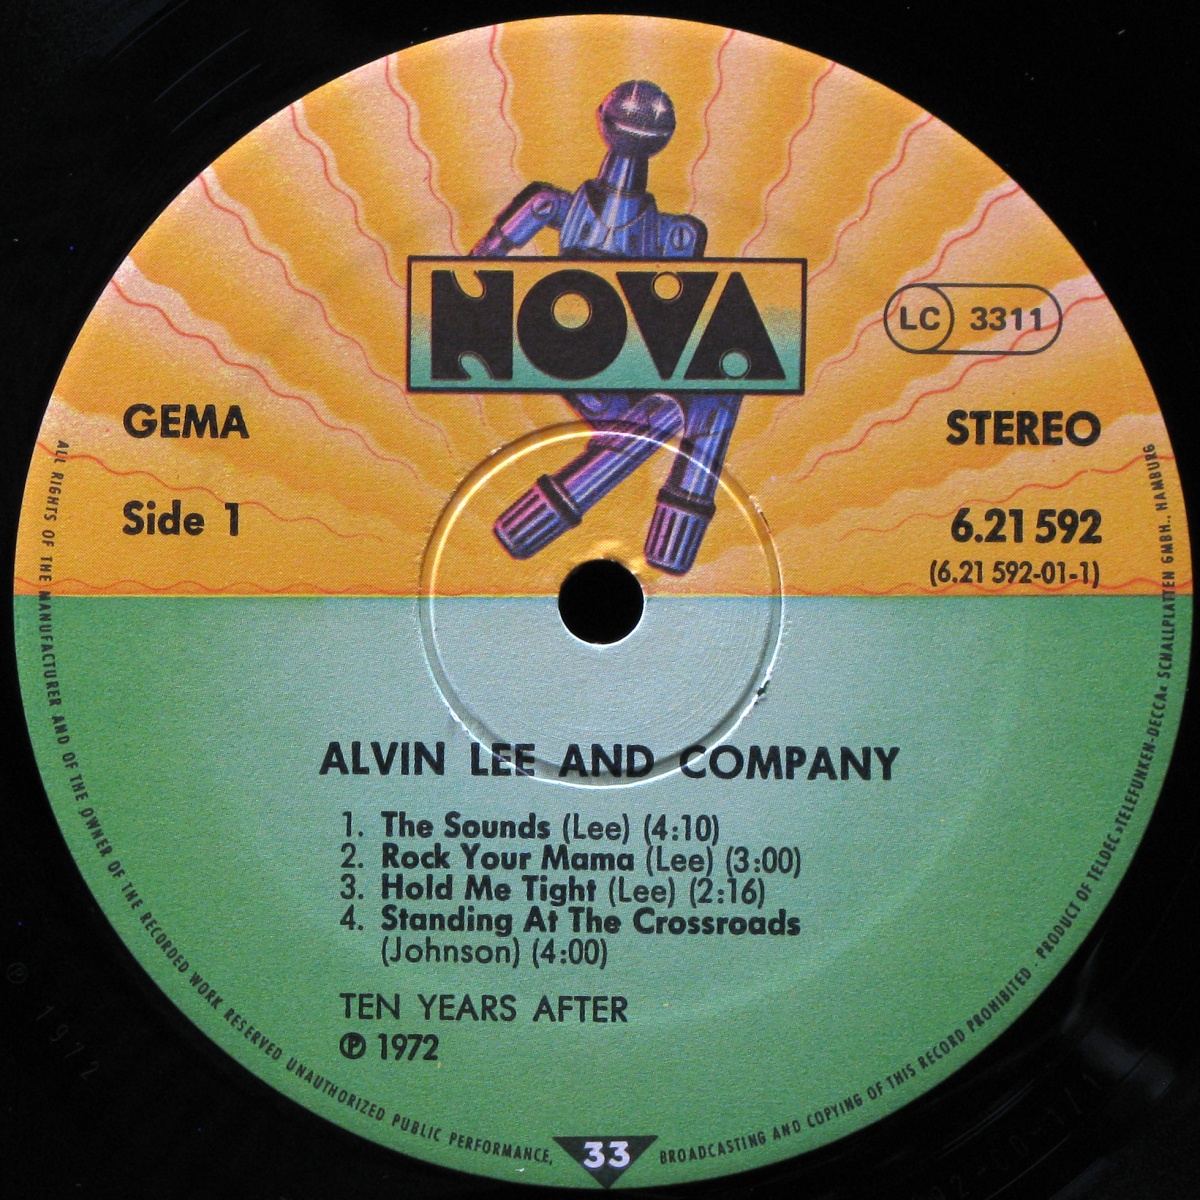 NOVA
LC 3311
GEMA
STEREO
Side 1
6.21 592
(6.21 592-01-1)
ALVIN LEE AND COMPANY
1. The Sounds (Lee) (4:10)
2. Rock Your Mama (Lee) (3:00)
3. Hold Me Tight (Lee) (2:16)
4. Standing At The Crossroads
(Johnson) (4:00)
TEN YEARS AFTER
℗ 1972
ALL RIGHTS OF THE MANUFACTURER AND OF THE OWNER OF THE RECORDED WORK RESERVED UNAUTHORIZED PUBLIC PERFORMANCE, BROADCASTING AND COPYING OF THIS RECORD PROHIBITED · PRODUCT OF TELDEC »TELEFUNKEN-DECCA« SCHALLPLATTEN GMBH., HAMBURG
33
℗ 1972